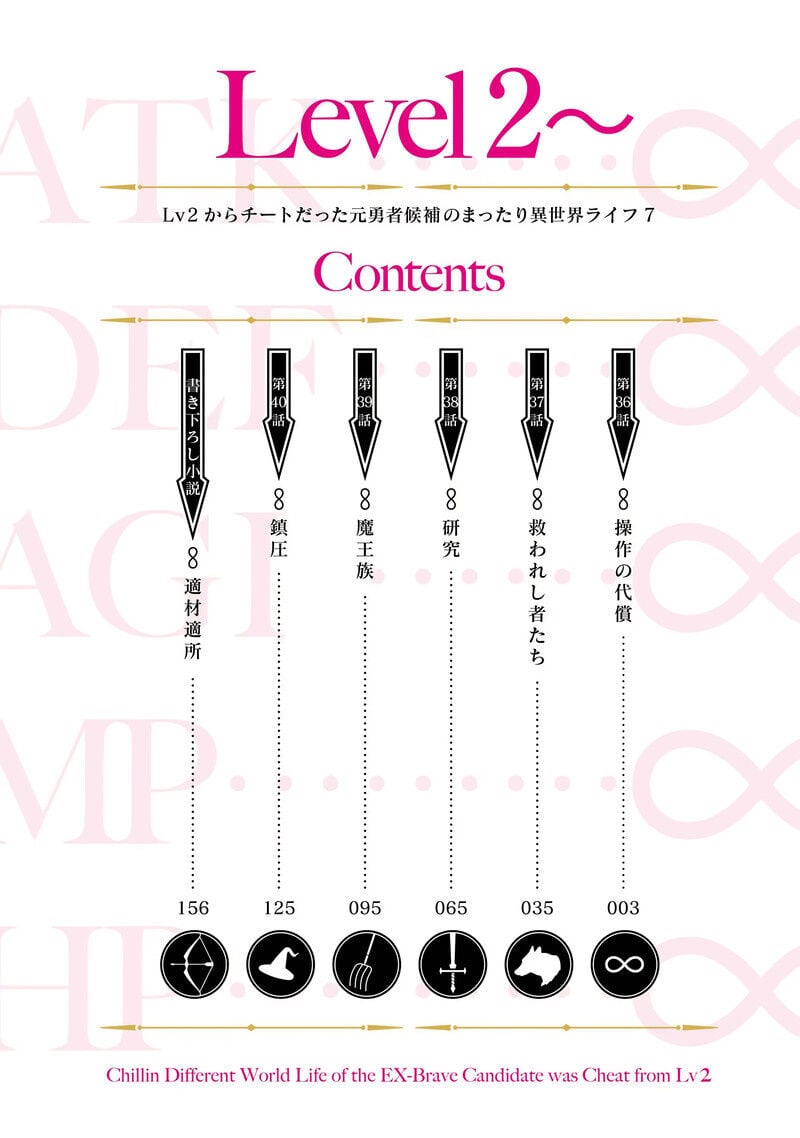 Level 2～
Lv2からチートだった元勇者候補のまったり異世界ライフ 7
Contents
第36話
∞ 操作の代償
003
第37話
∞ 救われし者たち
035
第38話
∞ 研究
065
第39話
∞ 魔王族
095
第40話
∞ 鎮圧
125
書き下ろし小説
∞ 適材適所
156
ATK……∞
DEF……∞
AGI……∞
MP……∞
HP……∞
Chillin Different World Life of the EX-Brave Candidate was Cheat from Lv2